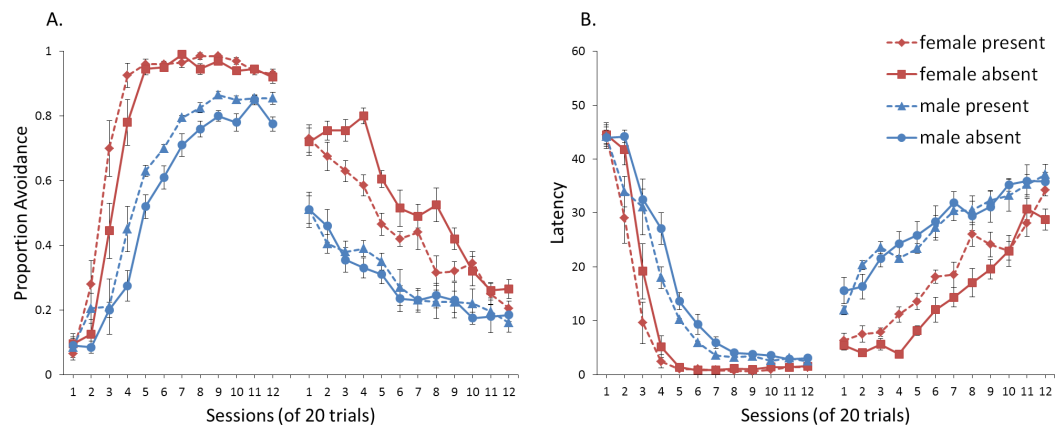 A.
B.
female present
female absent
male present
male absent
Proportion Avoidance
1
0.8
0.6
0.4
0.2
0
1 2 3 4 5 6 7 8 9 10 11 12
1 2 3 4 5 6 7 8 9 10 11 12
Sessions (of 20 trials)
Latency
60
50
40
30
20
10
0
1 2 3 4 5 6 7 8 9 10 11 12
1 2 3 4 5 6 7 8 9 10 11 12
Sessions (of 20 trials)